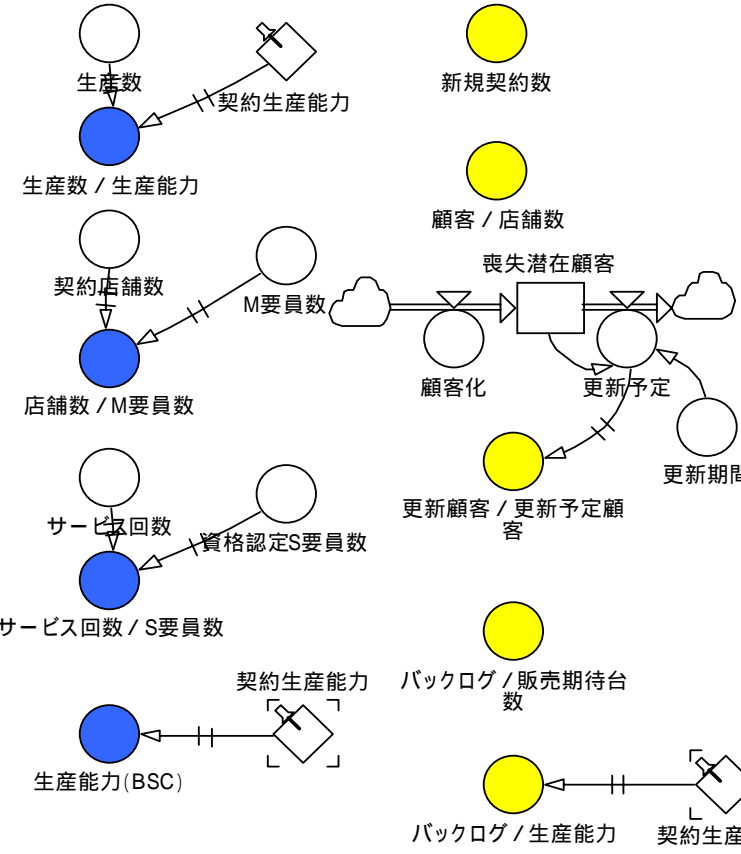 生産数
契約生産能力
生産数 / 生産能力
契約店舗数
M要員数
店舗数 / M要員数
サービス回数
資格認定S要員数
サービス回数 / S要員数
契約生産能力
生産能力(BSC)
新規契約数
顧客 / 店舗数
喪失潜在顧客
顧客化
更新予定
更新期間
更新顧客 / 更新予定顧
客
バックログ / 販売期待台
数
バックログ / 生産能力
契約生産